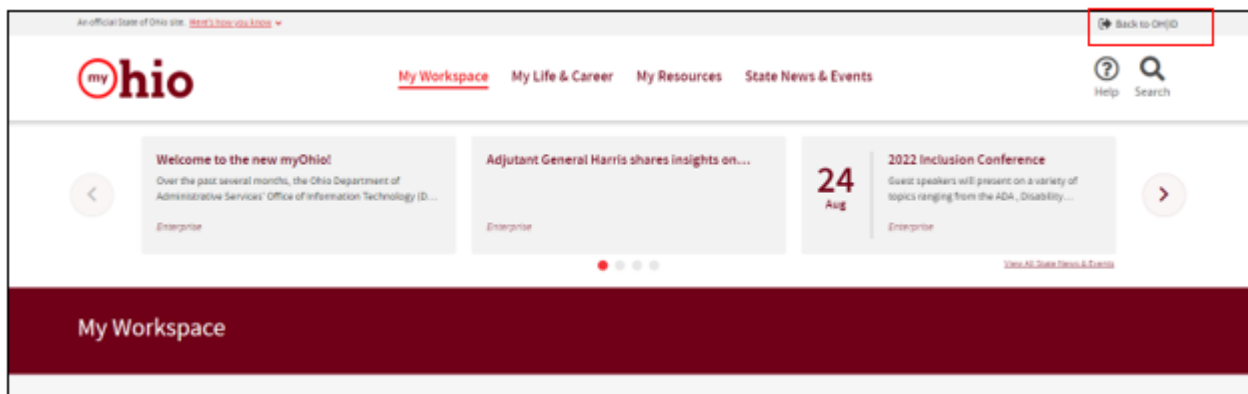 An official State of Ohio site. Here's how you know
Back to OH|ID
myOhio
My Workspace My Life & Career My Resources State News & Events
Help Search
Welcome to the new myOhio!
Over the past several months, the Ohio Department of
Administrative Services' Office of Information Technology (D...
Enterprise
Adjutant General Harris shares insights on...
Enterprise
24
Aug
2022 Inclusion Conference
Guest speakers will present on a variety of
topics ranging from the ADA, Disability...
Enterprise
View All State News & Events
My Workspace